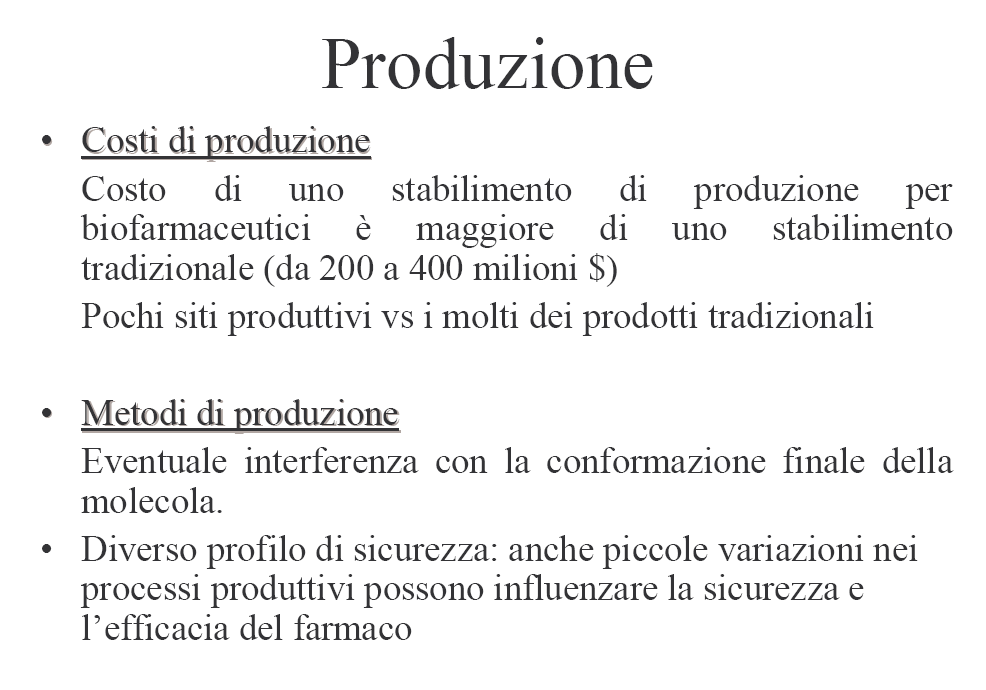 Produzione
• Costi di produzione
Costo di uno stabilimento di produzione per
biofarmaceutici è maggiore di uno stabilimento
tradizionale (da 200 a 400 milioni $)
Pochi siti produttivi vs i molti dei prodotti tradizionali
• Metodi di produzione
Eventuale interferenza con la conformazione finale della
molecola.
• Diverso profilo di sicurezza: anche piccole variazioni nei
processi produttivi possono influenzare la sicurezza e
l’efficacia del farmaco